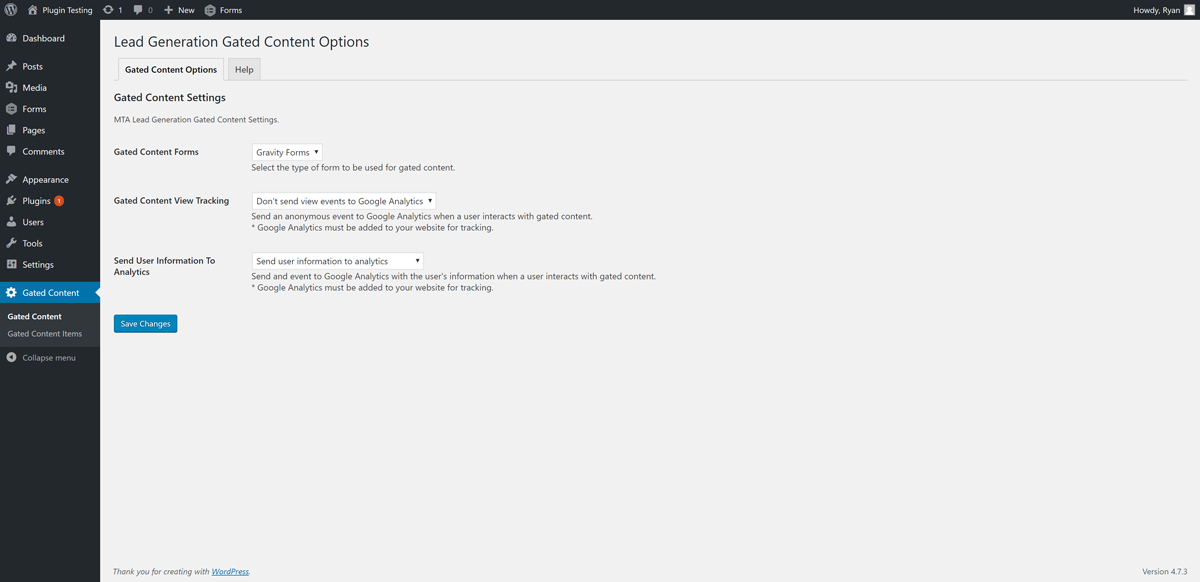 Plugin Testing 1 0 New Forms Howdy, Ryan
Dashboard
Posts
Media
Forms
Pages
Comments
Appearance
Plugins 1
Users
Tools
Settings
Gated Content
Gated Content
Gated Content Items
Collapse menu
Lead Generation Gated Content Options
Gated Content Options Help
Gated Content Settings
MTA Lead Generation Gated Content Settings.
Gated Content Forms Gravity Forms
Select the type of form to be used for gated content.
Gated Content View Tracking Don't send view events to Google Analytics
Send an anonymous event to Google Analytics when a user interacts with gated content.
* Google Analytics must be added to your website for tracking.
Send User Information To Analytics Send user information to analytics
Send and event to Google Analytics with the user's information when a user interacts with gated content.
* Google Analytics must be added to your website for tracking.
Save Changes
Thank you for creating with WordPress. Version 4.7.3